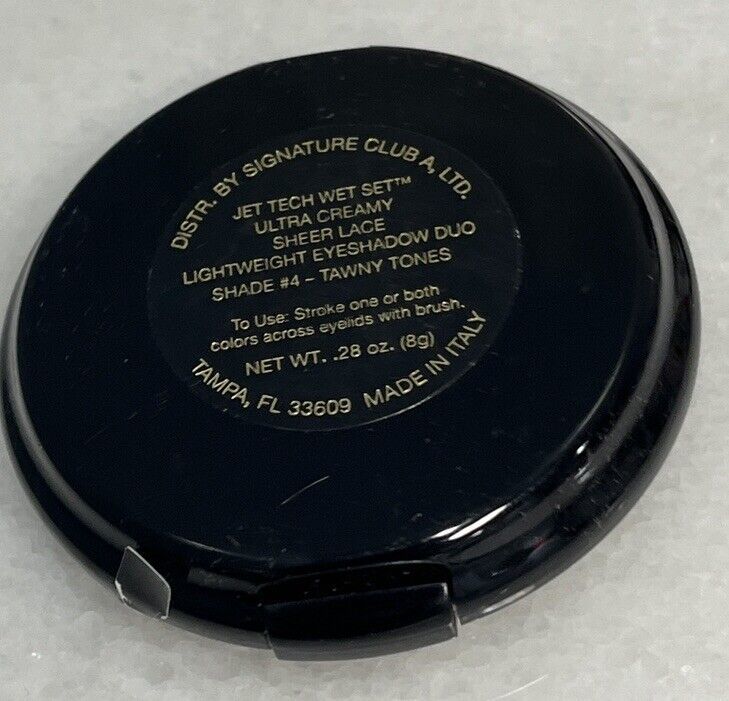 DISTR. BY SIGNATURE CLUB A, LTD.
JET TECH WET SET™
ULTRA CREAMY
SHEER LACE
LIGHTWEIGHT EYESHADOW DUO
SHADE #4 – TAWNY TONES
To Use: Stroke one or both
colors across eyelids with brush.
NET WT. .28 oz. (8g)
TAMPA, FL 33609 MADE IN ITALY